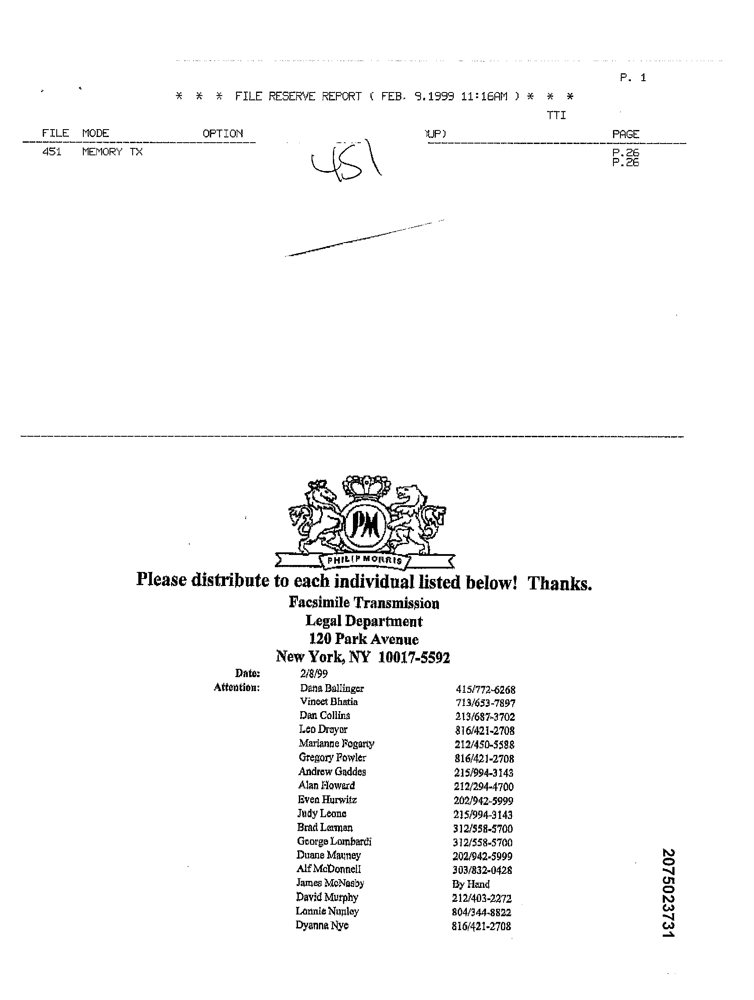 P. 1
* * * FILE RESERVE REPORT ( FEB. 9.1999 11:16AM ) * * *
TTI
FILE MODE OPTION UP) PAGE
451 MEMORY TX 451 P.26
P.26
PM
PHILIP MORRIS
Please distribute to each individual listed below! Thanks.
Facsimile Transmission
Legal Department
120 Park Avenue
New York, NY 10017-5592
Date: 2/8/99
Attention: Dana Ballinger 415/772-6268
Vineet Bhatia 713/653-7897
Dan Collins 213/687-3702
Leo Dreyer 816/421-2708
Marianne Fogarty 212/450-5588
Gregory Fowler 816/421-2708
Andrew Gaddes 215/994-3143
Alan Howard 212/294-4700
Even Hurwitz 202/942-5999
Judy Leone 215/994-3143
Brad Lerman 312/558-5700
George Lombardi 312/558-5700
Duane Mauney 202/942-5999
Alf McDonnell 303/832-0428
James McNasby By Hand
David Murphy 212/403-2272
Lonnie Nunley 804/344-8822
Dyanna Nye 816/421-2708
2075023731